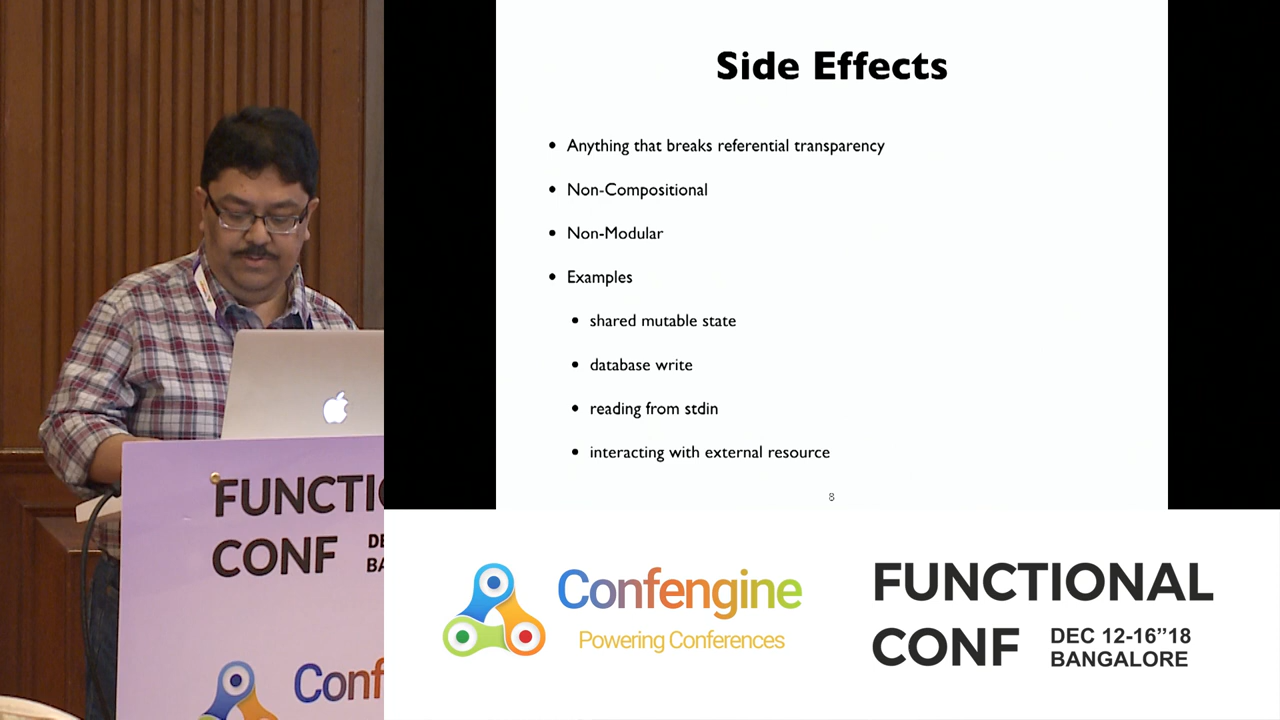 Side Effects
• Anything that breaks referential transparency
• Non-Compositional
• Non-Modular
• Examples
• shared mutable state
• database write
• reading from stdin
• interacting with external resource
8
FUNCTI
CONF
DE
BA
Conf
Confengine
Powering Conferences
FUNCTIONAL
CONF
DEC 12-16”18
BANGALORE